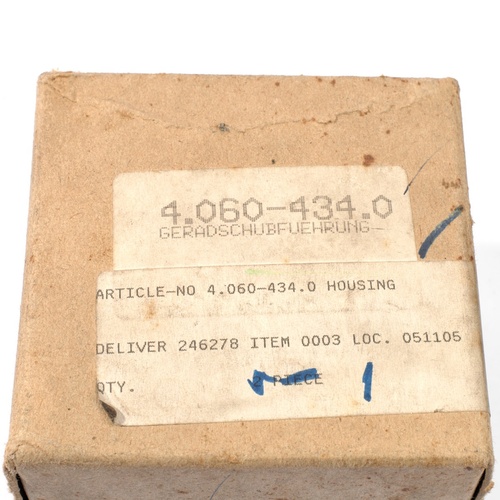 4.060-434.0
GERADSCHUBFUEHRUNG-
ARTICLE-NO 4.060-434.0 HOUSING
DELIVER 246278 ITEM 0003 LOC. 051105
QTY. 2 PIECE 1